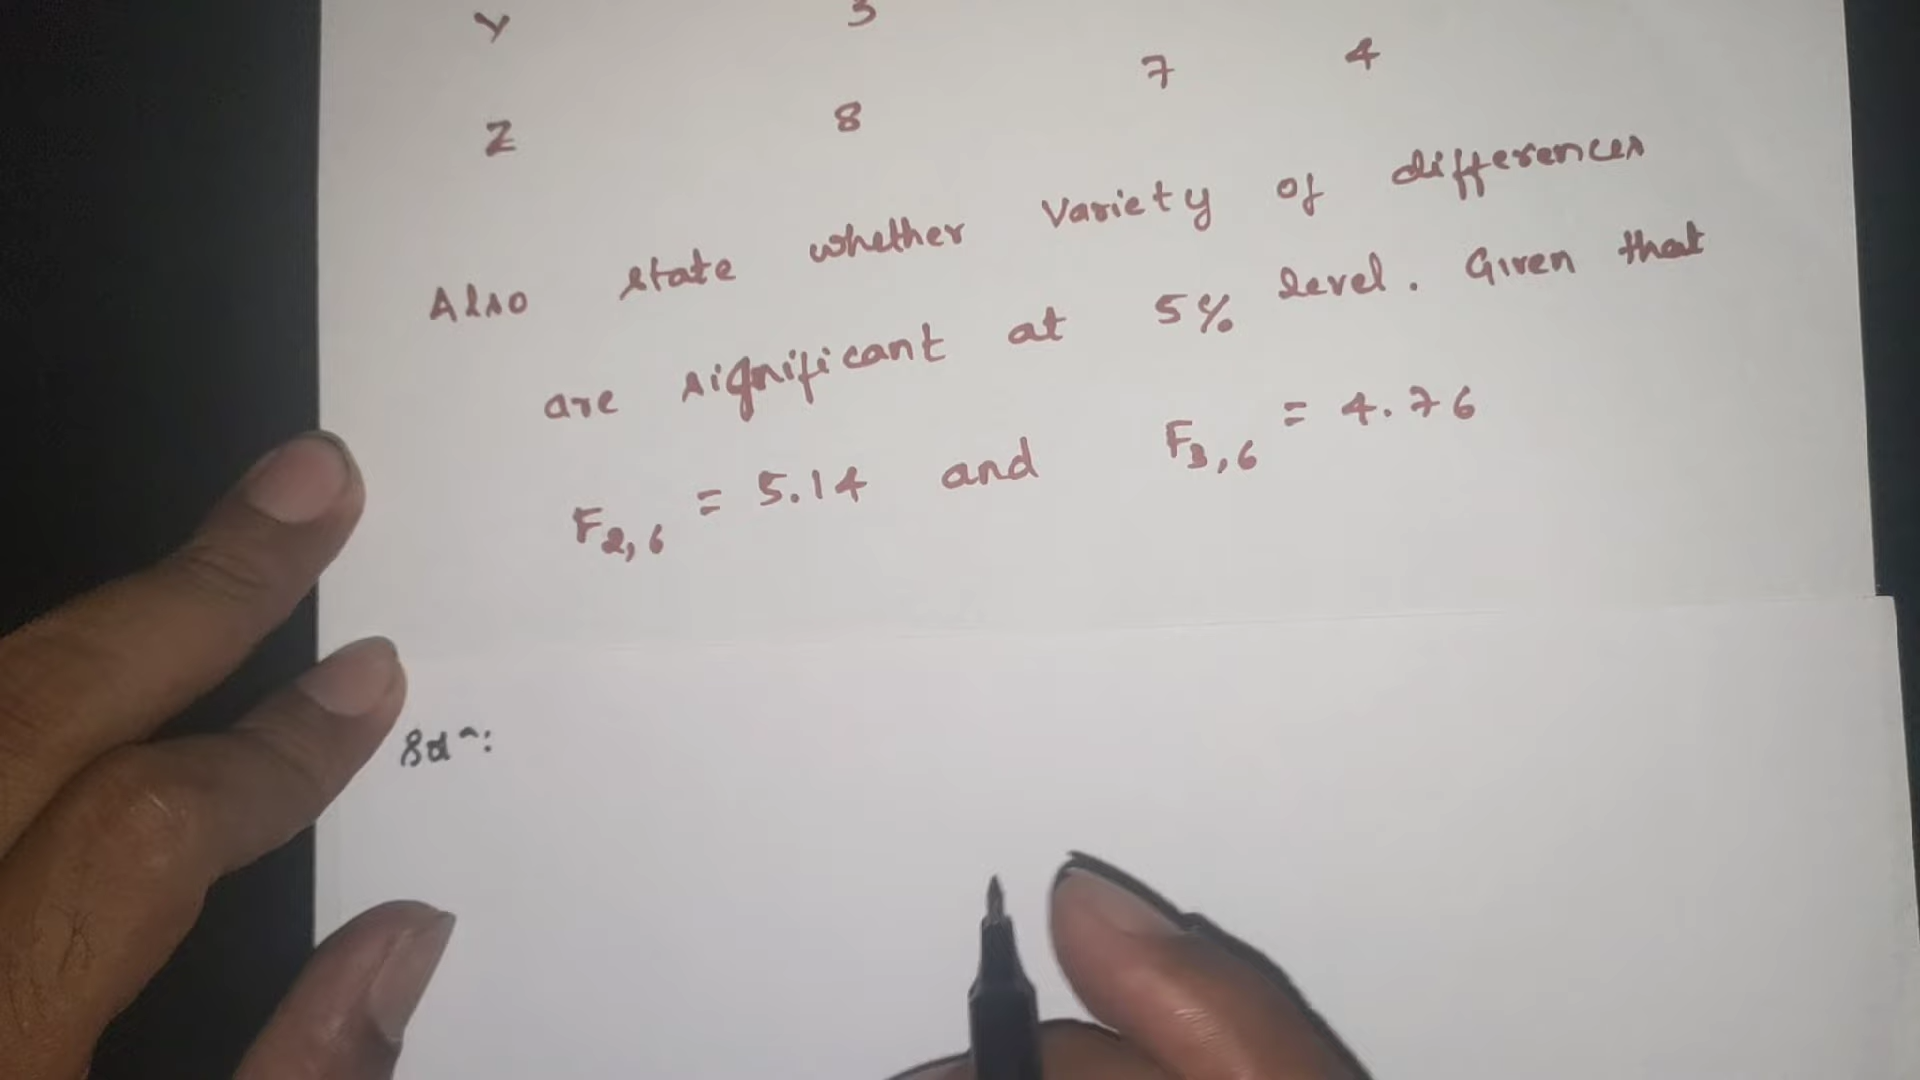 Y 3
Z 8 7 4
Also state whether Variety of differences
are significant at 5% level. Given that
F2,6 = 5.14 and F3,6 = 4.76
Sol^n: